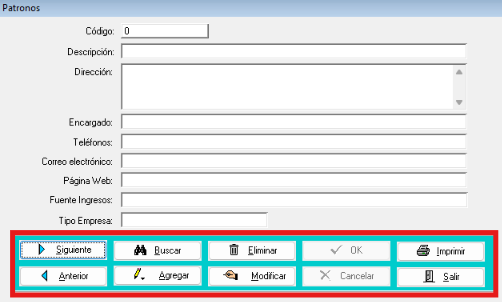 Patronos
Código: 0
Descripción:
Dirección:
Encargado:
Teléfonos:
Correo electrónico:
Página Web:
Fuente Ingresos:
Tipo Empresa:
Siguiente Buscar Eliminar OK Imprimir
Anterior Agregar Modificar Cancelar Salir